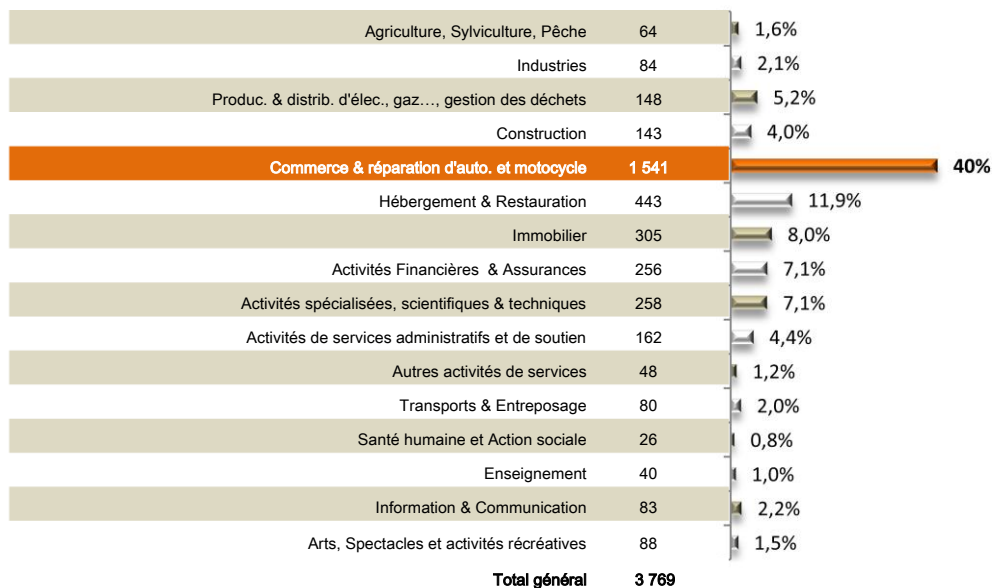 Agriculture, Sylviculture, Pêche 64 1,6%
Industries 84 2,1%
Produc. & distrib. d'élec., gaz…, gestion des déchets 148 5,2%
Construction 143 4,0%
Commerce & réparation d'auto. et motocycle 1 541 40%
Hébergement & Restauration 443 11,9%
Immobilier 305 8,0%
Activités Financières & Assurances 256 7,1%
Activités spécialisées, scientifiques & techniques 258 7,1%
Activités de services administratifs et de soutien 162 4,4%
Autres activités de services 48 1,2%
Transports & Entreposage 80 2,0%
Santé humaine et Action sociale 26 0,8%
Enseignement 40 1,0%
Information & Communication 83 2,2%
Arts, Spectacles et activités récréatives 88 1,5%
Total général 3 769